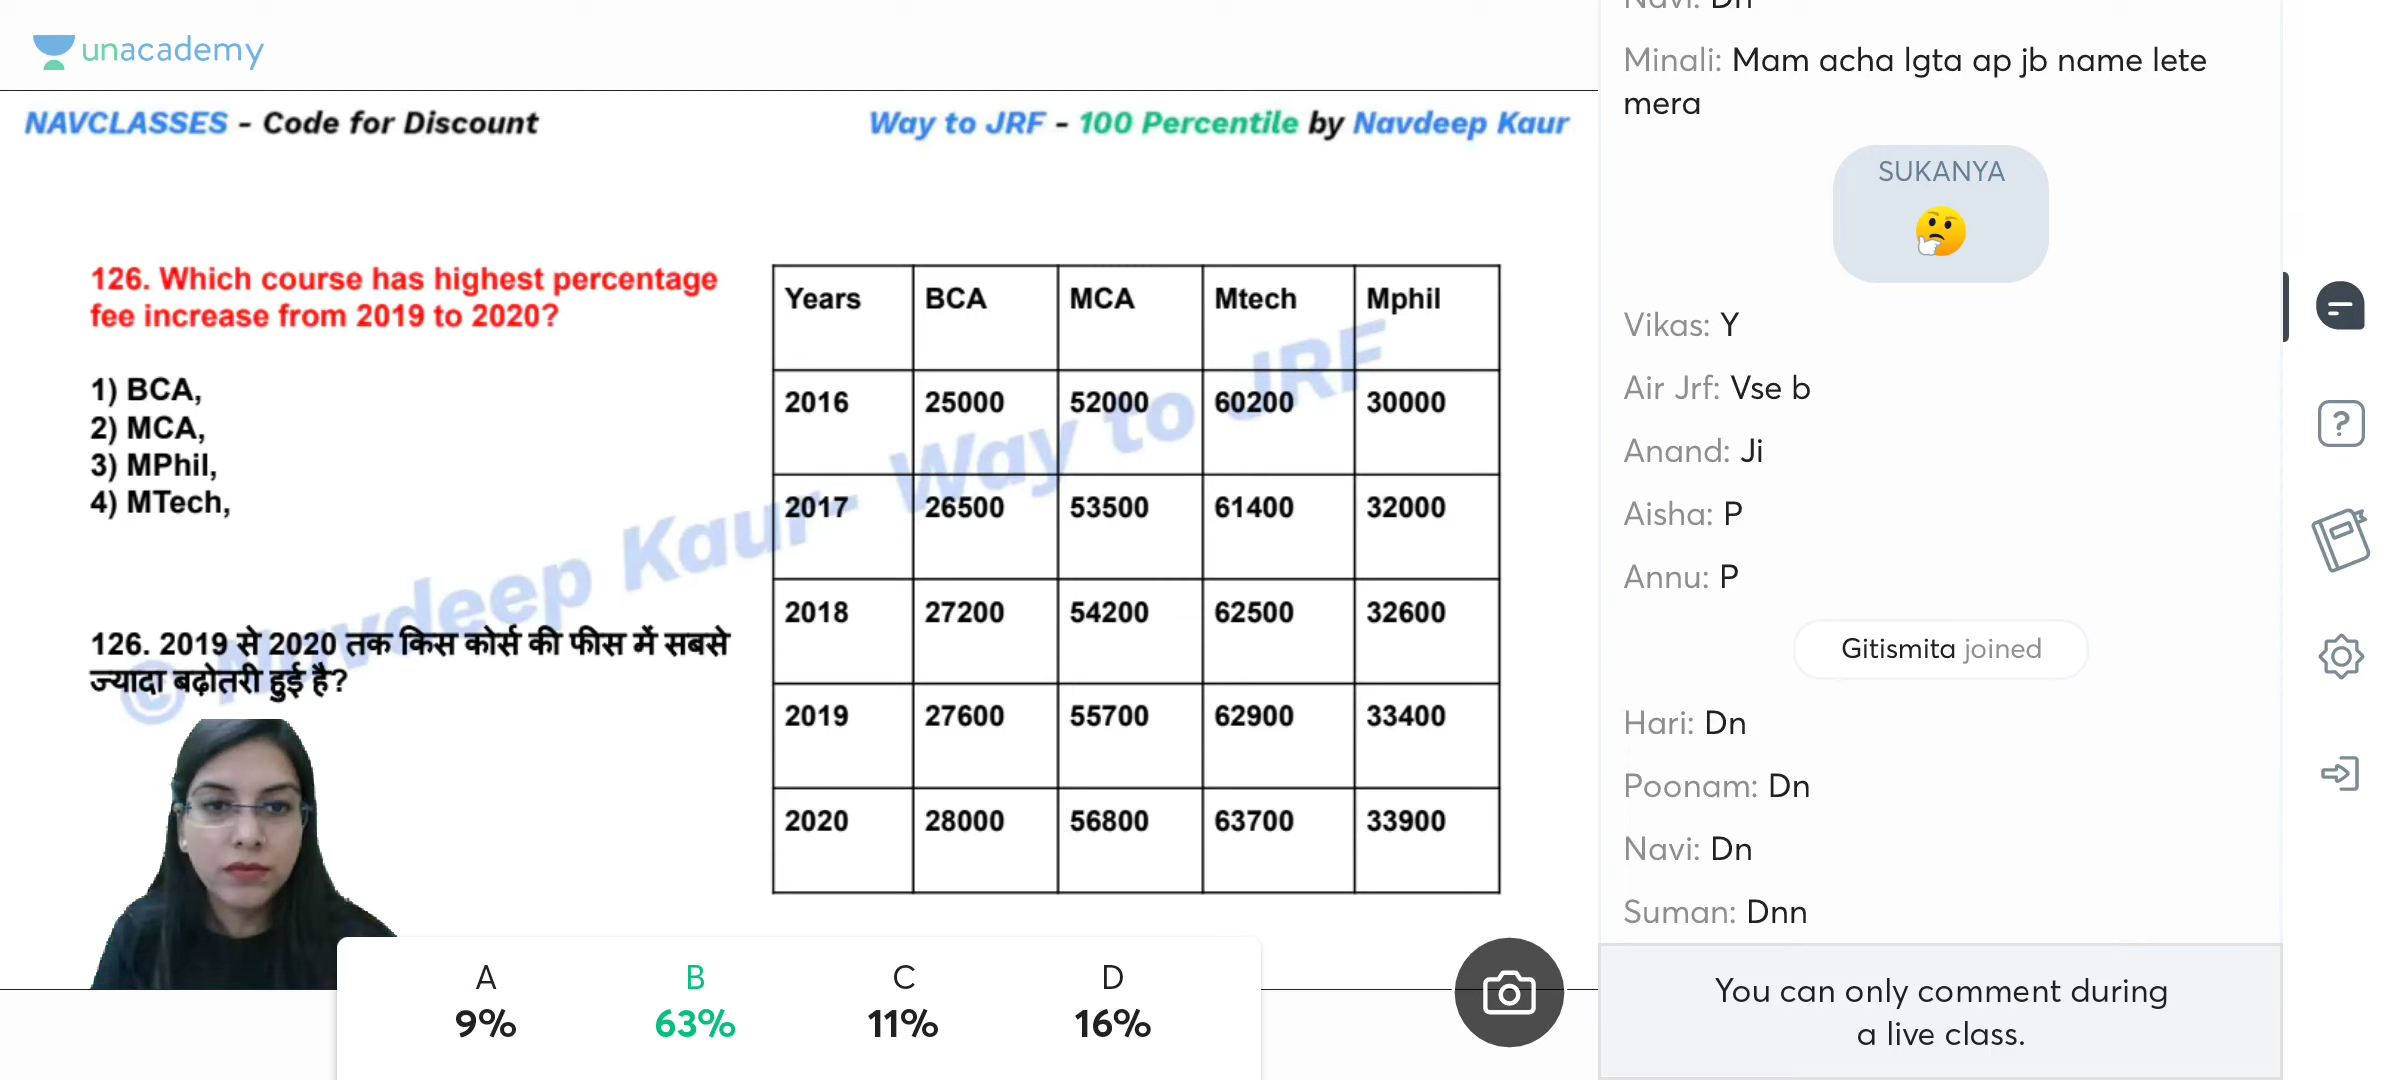 unacademy
NAVCLASSES - Code for Discount
Way to JRF - 100 Percentile by Navdeep Kaur
126. Which course has highest percentage
fee increase from 2019 to 2020?
1) BCA,
2) MCA,
3) MPhil,
4) MTech,
126. 2019 से 2020 तक किस कोर्स की फीस में सबसे
ज्यादा बढ़ोतरी हुई है?
Years BCA MCA Mtech Mphil
2016 25000 52000 60200 30000
2017 26500 53500 61400 32000
2018 27200 54200 62500 32600
2019 27600 55700 62900 33400
2020 28000 56800 63700 33900
© Navdeep Kaur- Way to JRF
A B C D
9% 63% 11% 16%
Navi: Dn
Minali: Mam acha lgta ap jb name lete
mera
SUKANYA
Vikas: Y
Air Jrf: Vse b
Anand: Ji
Aisha: P
Annu: P
Gitismita joined
Hari: Dn
Poonam: Dn
Navi: Dn
Suman: Dnn
You can only comment during
a live class.
?